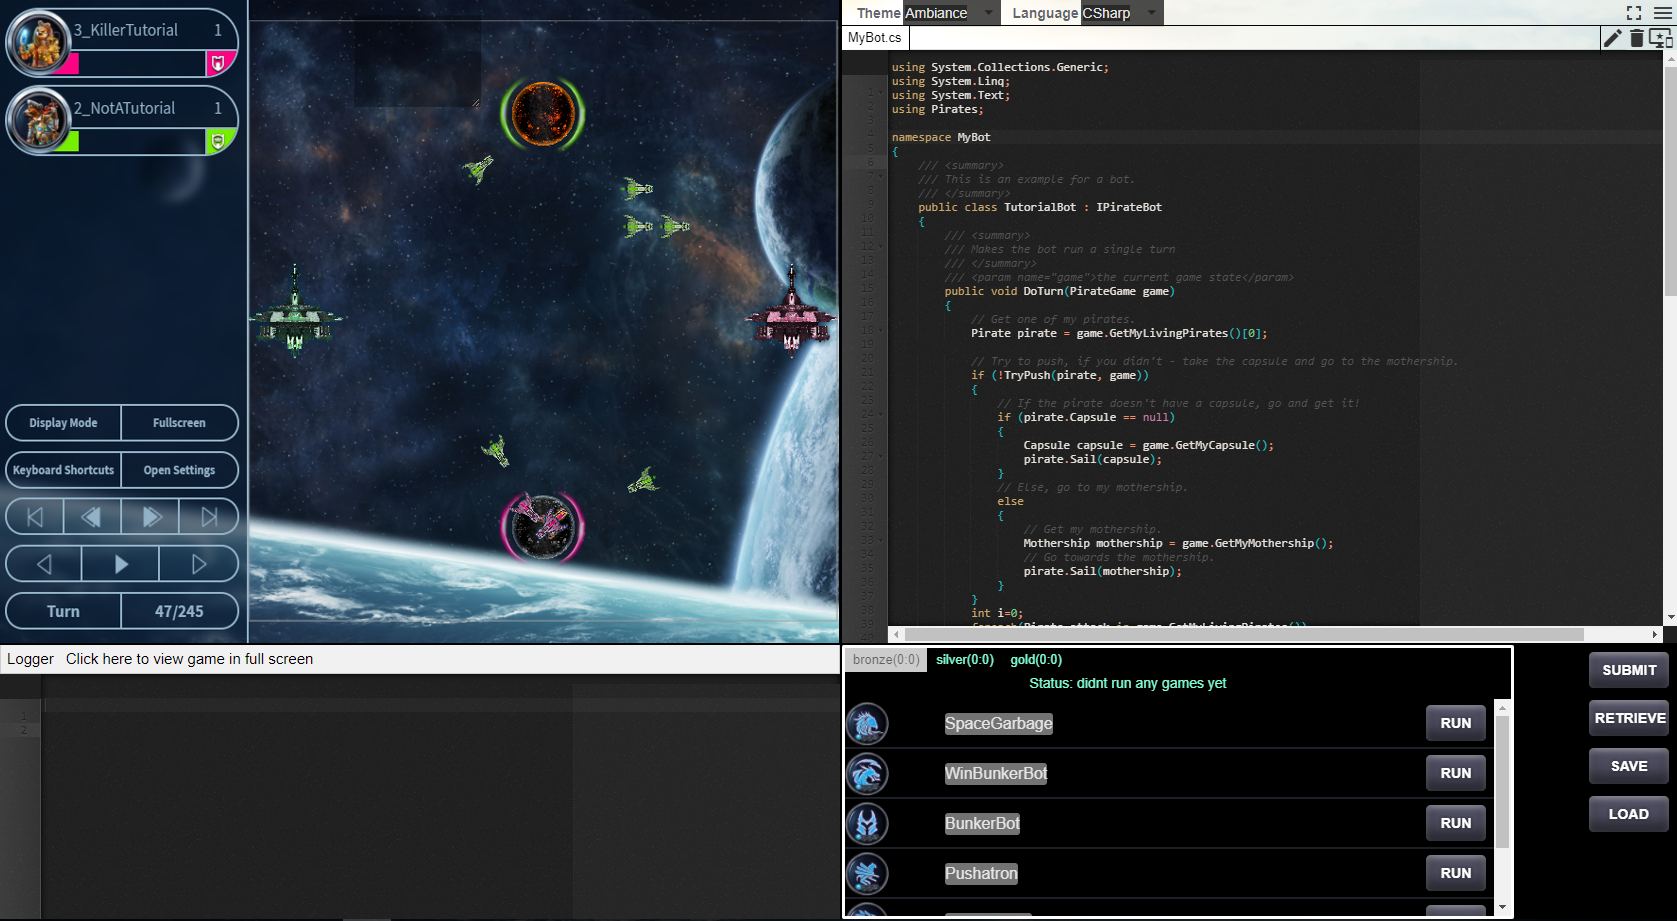 3_KillerTutorial 1
2_NotATutorial 1
Display Mode Fullscreen
Keyboard Shortcuts Open Settings
Turn 47/245
Theme Ambiance Language CSharp
MyBot.cs
using System.Collections.Generic;
using System.Linq;
using System.Text;
using Pirates;
namespace MyBot
{
/// <summary>
/// This is an example for a bot.
/// </summary>
public class TutorialBot : IPirateBot
{
/// <summary>
/// Makes the bot run a single turn
/// </summary>
/// <param name="game">the current game state</param>
public void DoTurn(PirateGame game)
{
// Get one of my pirates.
Pirate pirate = game.GetMyLivingPirates()[0];
// Try to push, if you didn't - take the capsule and go to the mothership.
if (!TryPush(pirate, game))
{
// If the pirate doesn't have a capsule, go and get it!
if (pirate.Capsule == null)
{
Capsule capsule = game.GetMyCapsule();
pirate.Sail(capsule);
}
// Else, go to my mothership.
else
{
// Get my mothership.
Mothership mothership = game.GetMyMothership();
// Go towards the mothership.
pirate.Sail(mothership);
}
}
int i=0;
Logger Click here to view game in full screen
1
2
bronze(0:0) silver(0:0) gold(0:0)
Status: didnt run any games yet
SpaceGarbage RUN
WinBunkerBot RUN
BunkerBot RUN
Pushatron RUN
SUBMIT
RETRIEVE
SAVE
LOAD